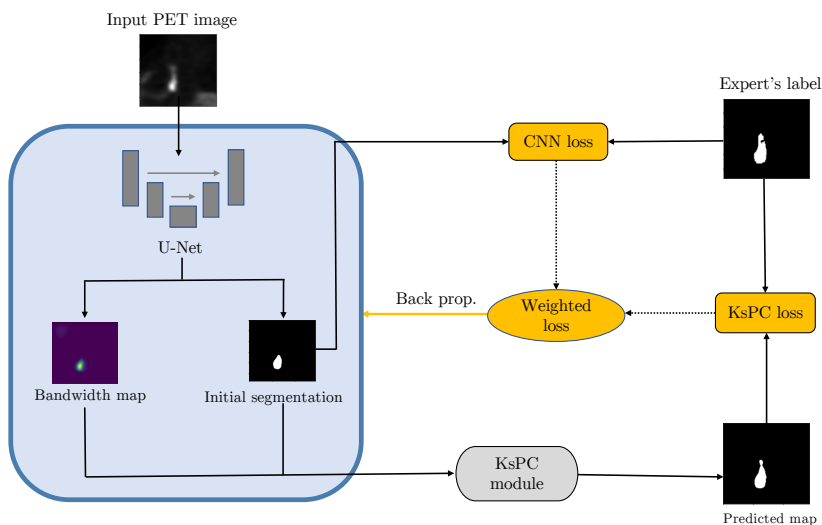 Input PET image
Expert's label
CNN loss
U-Net
Back prop.
Weighted
loss
KsPC loss
Bandwidth map
Initial segmentation
KsPC
module
Predicted map